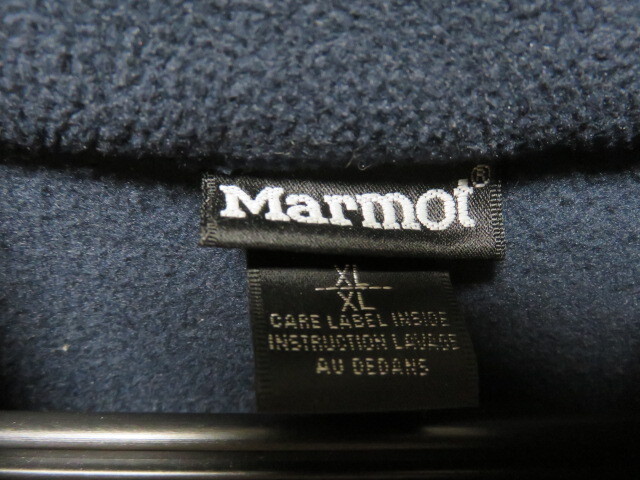 Marmot®
XL
XL
CARE LABEL INSIDE
INSTRUCTION LAVAGE
AU DEDANS